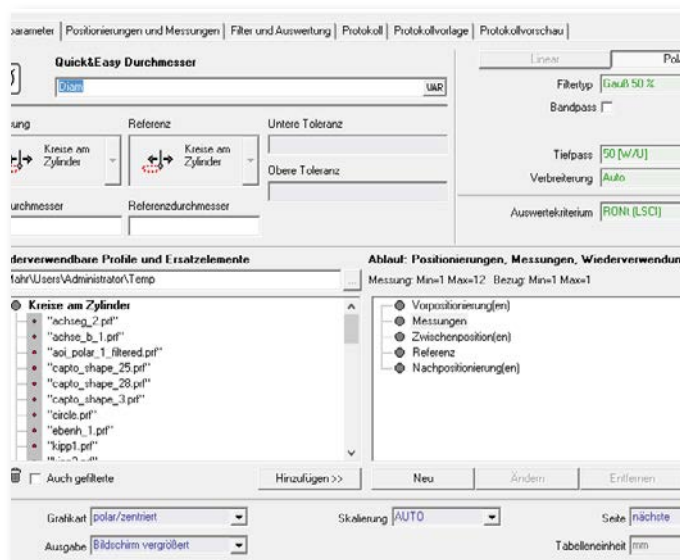 parameter | Positionierungen und Messungen | Filter und Auswertung | Protokoll | Protokollvorlage | Protokollvorschau |
Quick&Easy Durchmesser
Diam
VAR
Linear
Pola
Filtertyp Gauß 50 %
Bandpass
ung
Referenz
Untere Toleranz
Kreise am Zylinder
Kreise am Zylinder
Obere Toleranz
Tiefpass 50 [W/U]
Verbreiterung Auto
urchmesser
Referenzdurchmesser
Auswertekriterium RONt (LSCI)
derverwendbare Profile und Ersatzelemente
Mahr\Users\Administrator\Temp
...
Kreise am Zylinder
"achseg_2.prf"
"achse_b_1.prf"
"aoi_polar_1_filtered.prf"
"capto_shape_25.prf"
"capto_shape_28.prf"
"capto_shape_3.prf"
"circle.prf"
"ebenh_1.prf"
"kipp1.prf"
Ablauf: Positionierungen, Messungen, Wiederverwendun
Messung: Min=1 Max=12 Bezug: Min=1 Max=1
Vorpositionierung(en)
Messungen
Zwischenposition(en)
Referenz
Nachpositionierung(en)
Auch gefilterte
Hinzufügen >>
Neu
Ändern
Entfernen
Grafikart polar/zentriert
Skalierung AUTO
Seite nächste
Ausgabe Bildschirm vergrößert
Tabelleneinheit mm